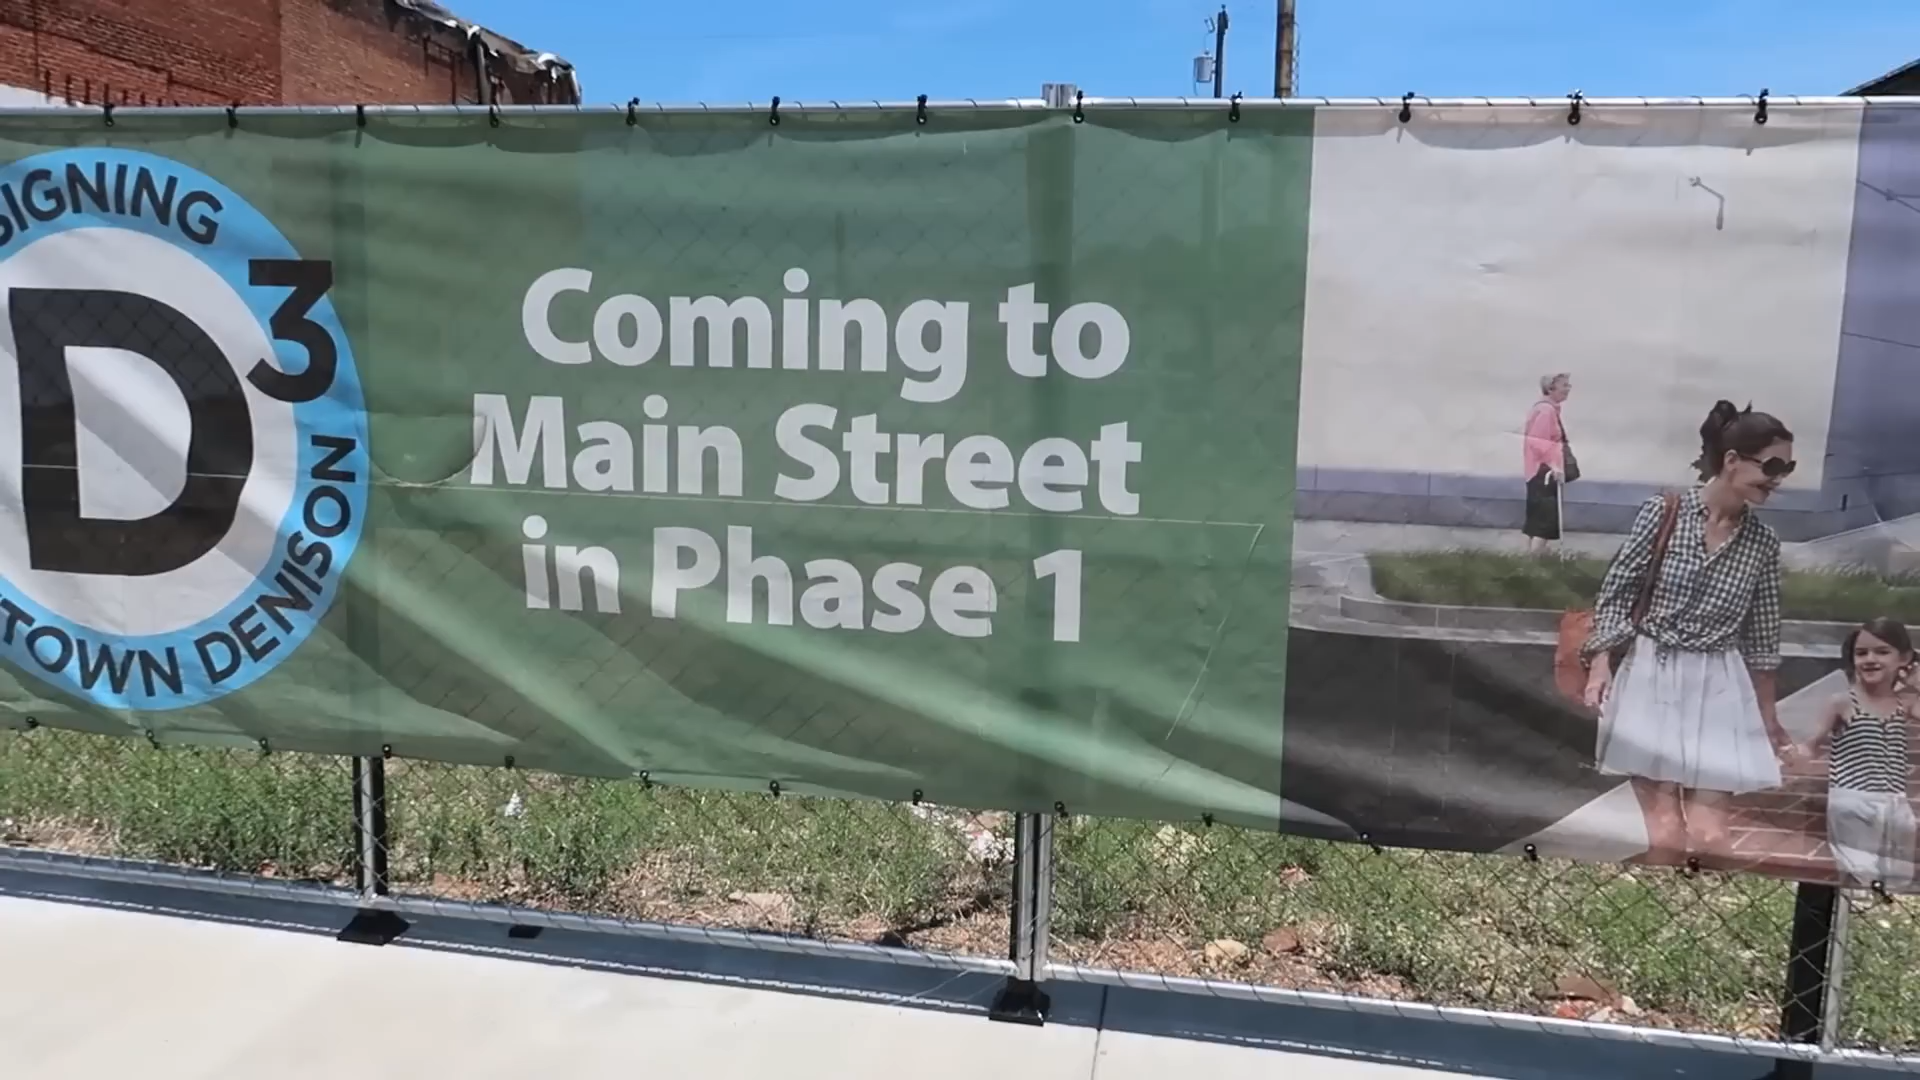 SIGNING
D3
TOWN DENISON
Coming to
Main Street
in Phase 1